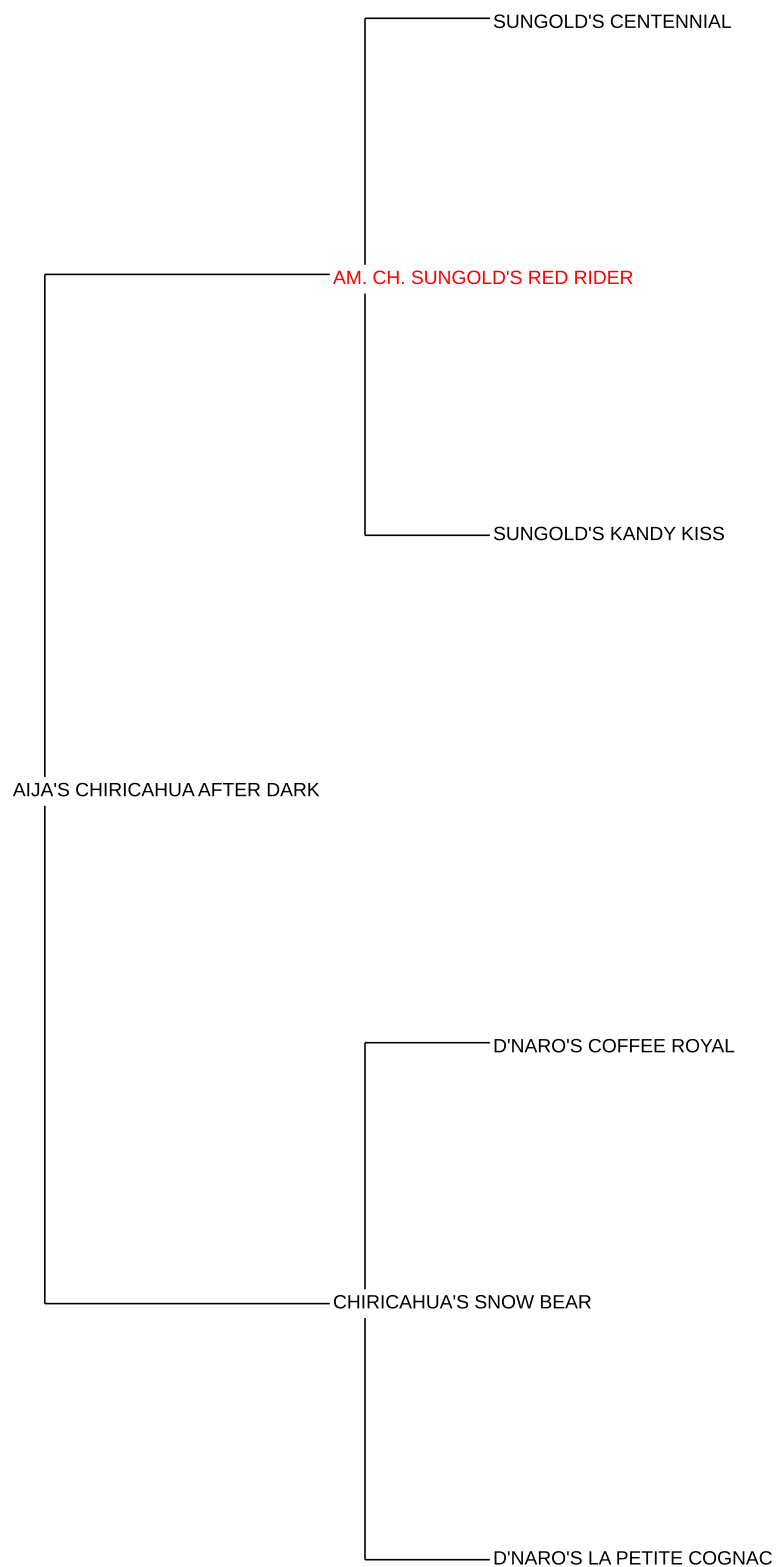 SUNGOLD'S CENTENNIAL
AM. CH. SUNGOLD'S RED RIDER
SUNGOLD'S KANDY KISS
AIJA'S CHIRICAHUA AFTER DARK
D'NARO'S COFFEE ROYAL
CHIRICAHUA'S SNOW BEAR
D'NARO'S LA PETITE COGNAC